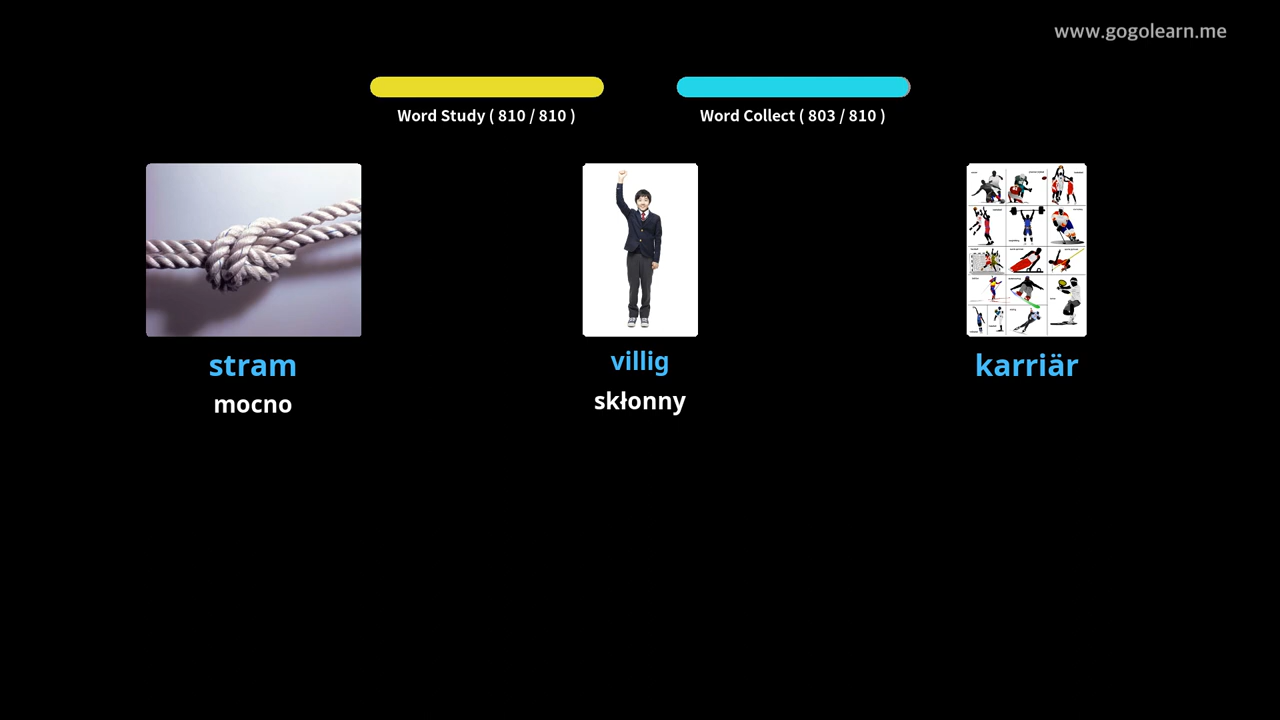 www.gogolearn.me
Word Study ( 810 / 810 )
Word Collect ( 803 / 810 )
stram
villig
karriär
mocno
skłonny